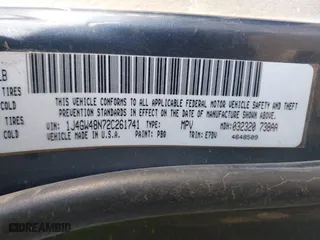 LB
TIRES
COLD
TIRES
COLD
THIS VEHICLE CONFORMS TO ALL APPLICABLE FEDERAL MOTOR VEHICLE SAFETY AND THEFT
PREVENTION STANDARDS IN EFFECT ON THE DATE OF MANUFACTURE SHOWN ABOVE.
VIN: 1J4GW48N72C261741 TYPE: MPV MDH: 032320 738AA
VEHICLE MADE IN U.S.A. PAINT: PB8 TRIM: E7DV 4648509
DREAMBID